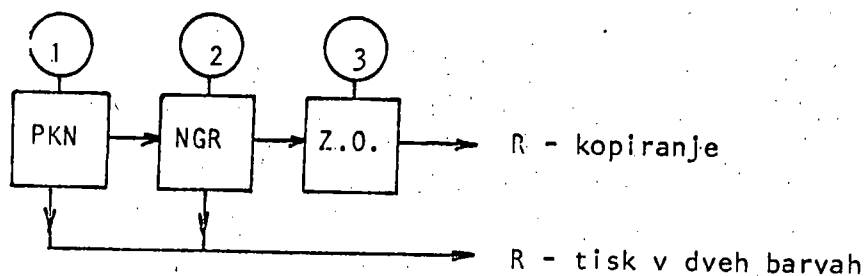 1 2 3
PKN NGR Z.O. R - kopiranje
R - tisk v dveh barvah